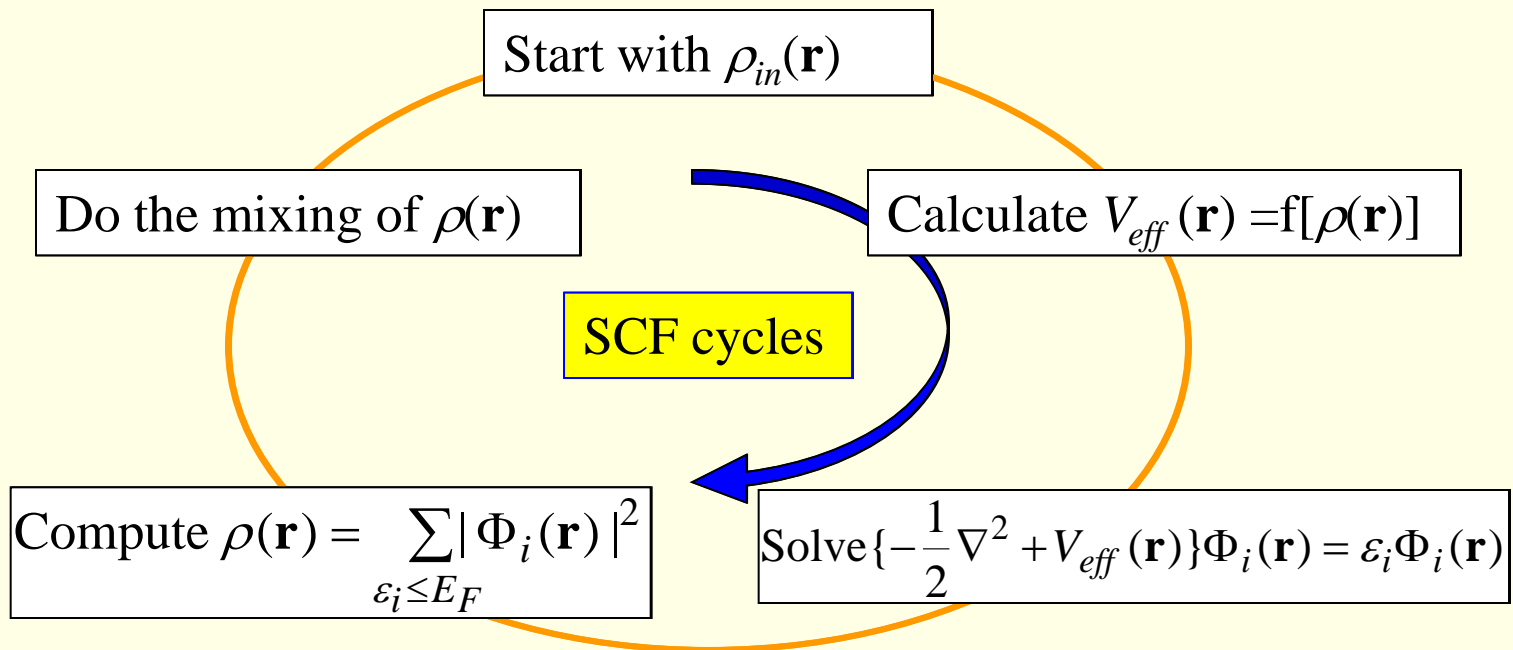 Start with ρ_in(r)
Do the mixing of ρ(r)
Calculate V_eff(r) =f[ρ(r)]
SCF cycles
Compute ρ(r) = ∑_{ε_i≤E_F} |Φ_i(r)|²
Solve{-1/2 ∇² + V_eff(r)}Φ_i(r) = ε_iΦ_i(r)